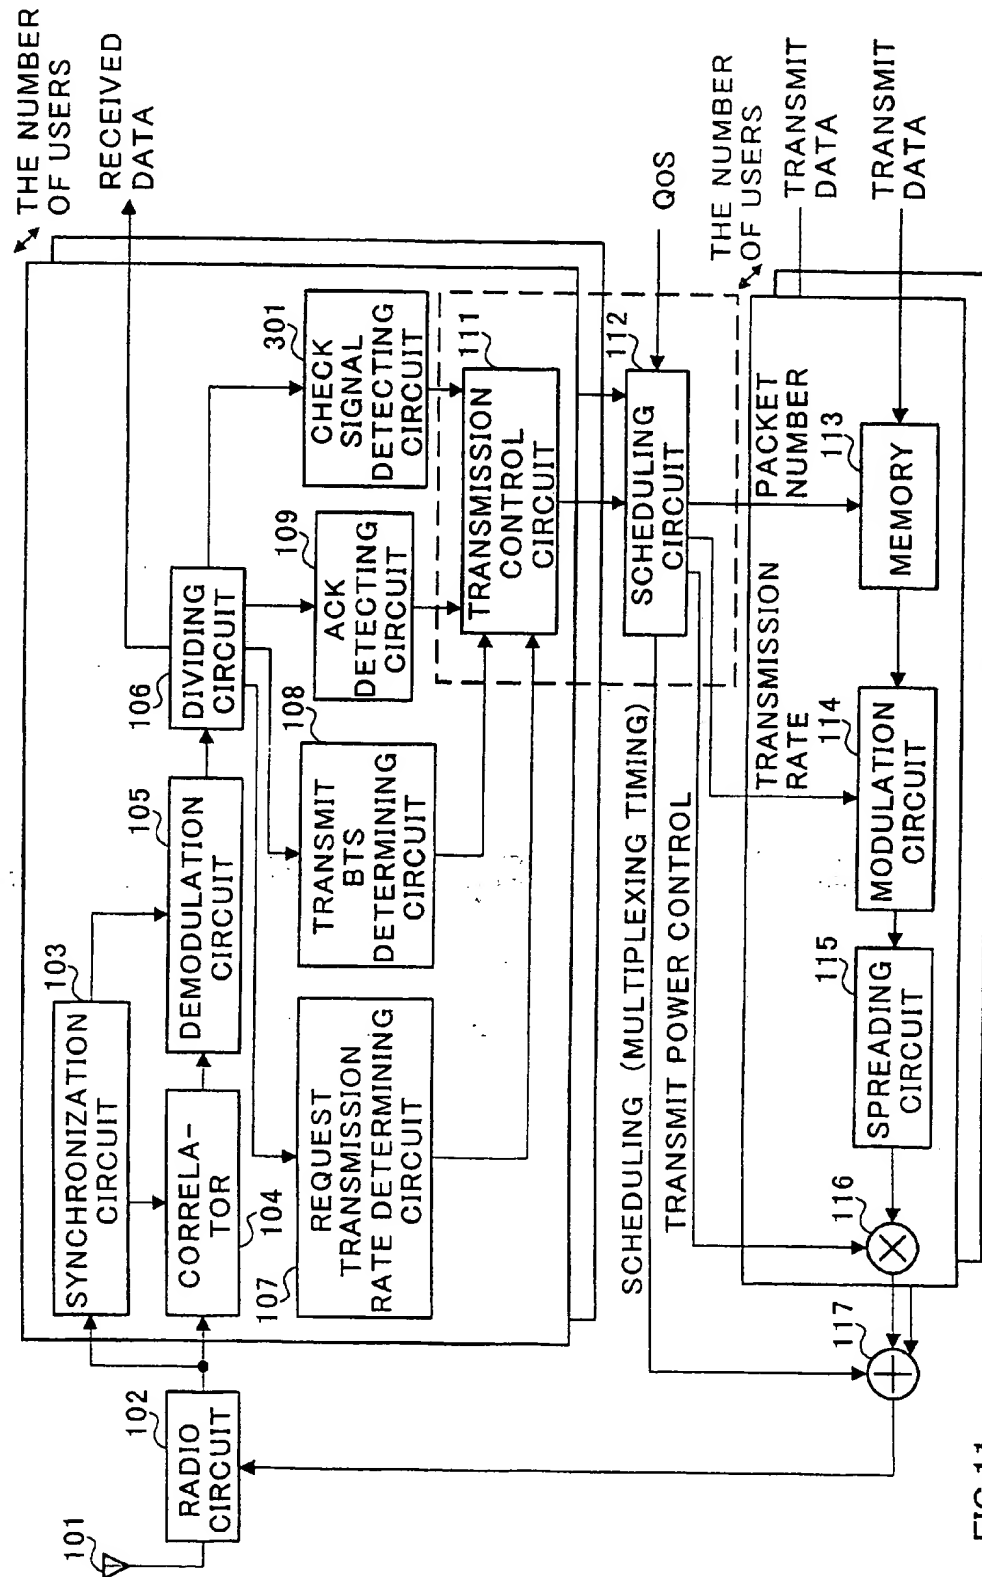 THE NUMBER
OF USERS
RECEIVED
DATA
101
102
RADIO
CIRCUIT
103
SYNCHRONIZATION
CIRCUIT
CORRELA-
TOR
104
105
DEMODULATION
CIRCUIT
106
DIVIDING
CIRCUIT
107
REQUEST
TRANSMISSION
RATE DETERMINING
CIRCUIT
108
TRANSMIT
BTS
DETERMINING
CIRCUIT
109
ACK
DETECTING
CIRCUIT
301
CHECK
SIGNAL
DETECTING
CIRCUIT
111
TRANSMISSION
CONTROL
CIRCUIT
112
SCHEDULING
CIRCUIT
QOS
SCHEDULING (MULTIPLEXING TIMING)
TRANSMIT POWER CONTROL
TRANSMISSION
RATE
PACKET
NUMBER
THE NUMBER
OF USERS
TRANSMIT
DATA
TRANSMIT
DATA
117
116
115
SPREADING
CIRCUIT
114
MODULATION
CIRCUIT
113
MEMORY
FIG.11